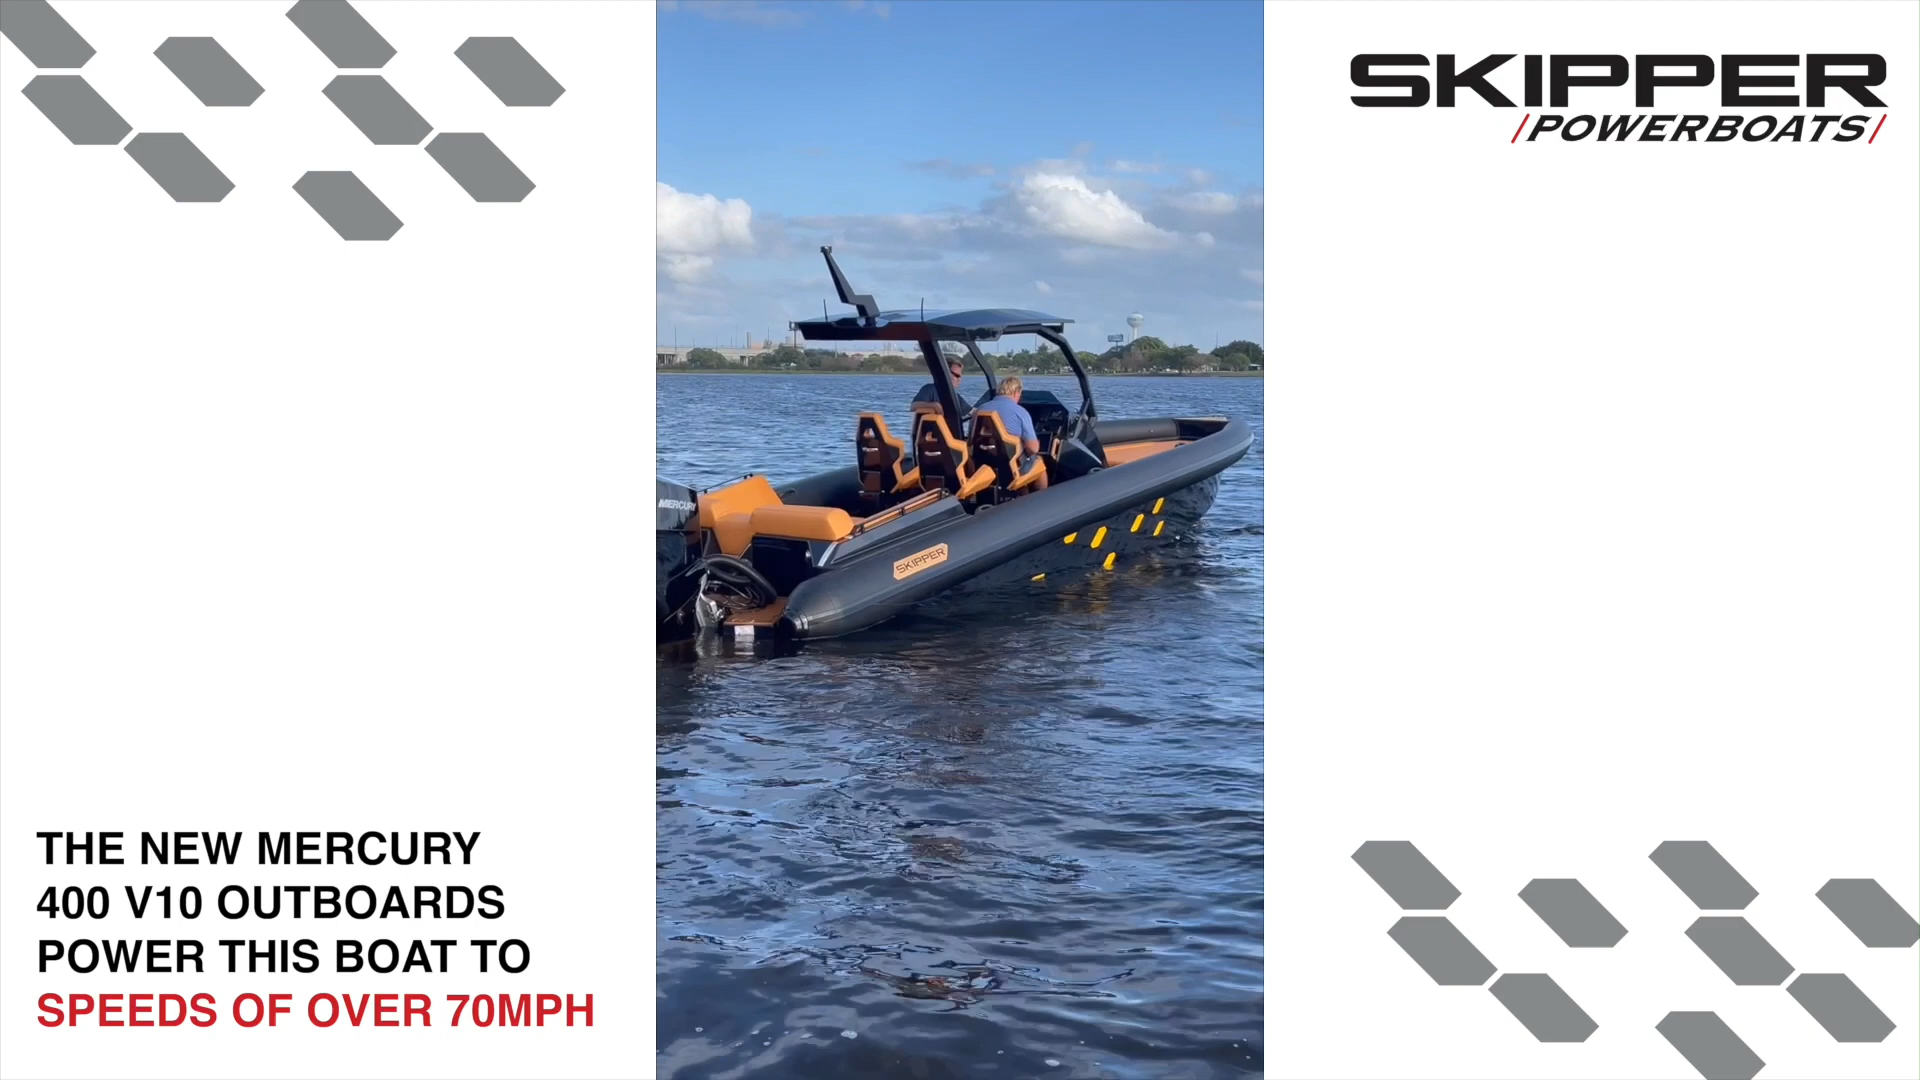 SKIPPER
/POWERBOATS/
MERCURY
SKIPPER
THE NEW MERCURY
400 V10 OUTBOARDS
POWER THIS BOAT TO
SPEEDS OF OVER 70MPH